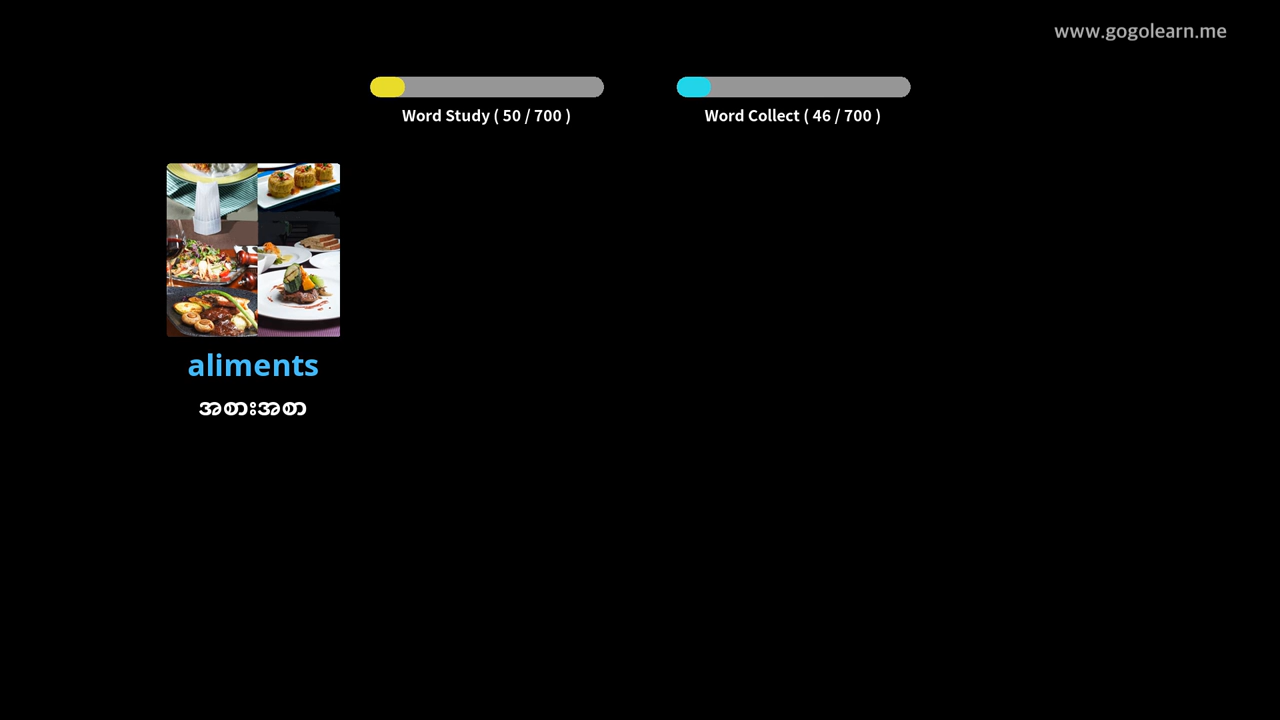 www.gogolearn.me
Word Study ( 50 / 700 )
Word Collect ( 46 / 700 )
aliments
အစားအစာ